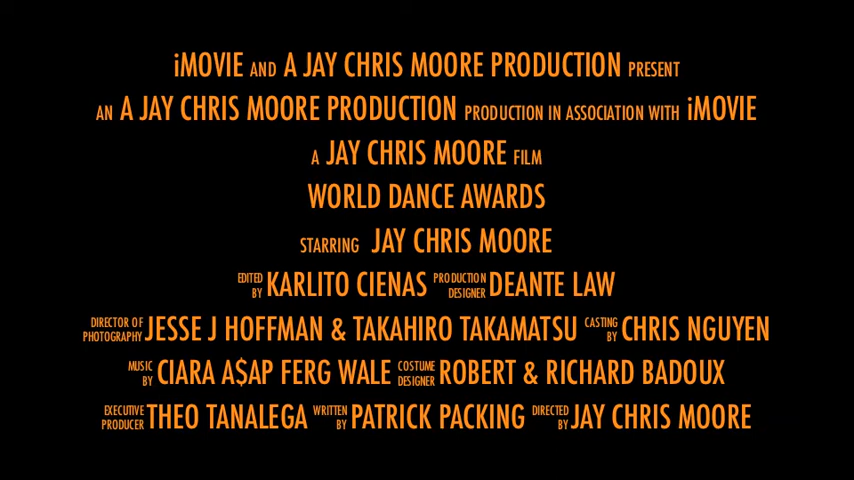 iMOVIE AND A JAY CHRIS MOORE PRODUCTION PRESENT
AN A JAY CHRIS MOORE PRODUCTION PRODUCTION IN ASSOCIATION WITH iMOVIE
A JAY CHRIS MOORE FILM
WORLD DANCE AWARDS
STARRING JAY CHRIS MOORE
EDITED BY KARLITO CIENAS PRODUCTION DESIGNER DEANTE LAW
DIRECTOR OF PHOTOGRAPHY JESSE J HOFFMAN & TAKAHIRO TAKAMATSU CASTING BY CHRIS NGUYEN
MUSIC BY CIARA A$AP FERG WALE COSTUME DESIGNER ROBERT & RICHARD BADOUX
EXECUTIVE PRODUCER THEO TANALEGA WRITTEN BY PATRICK PACKING DIRECTED BY JAY CHRIS MOORE